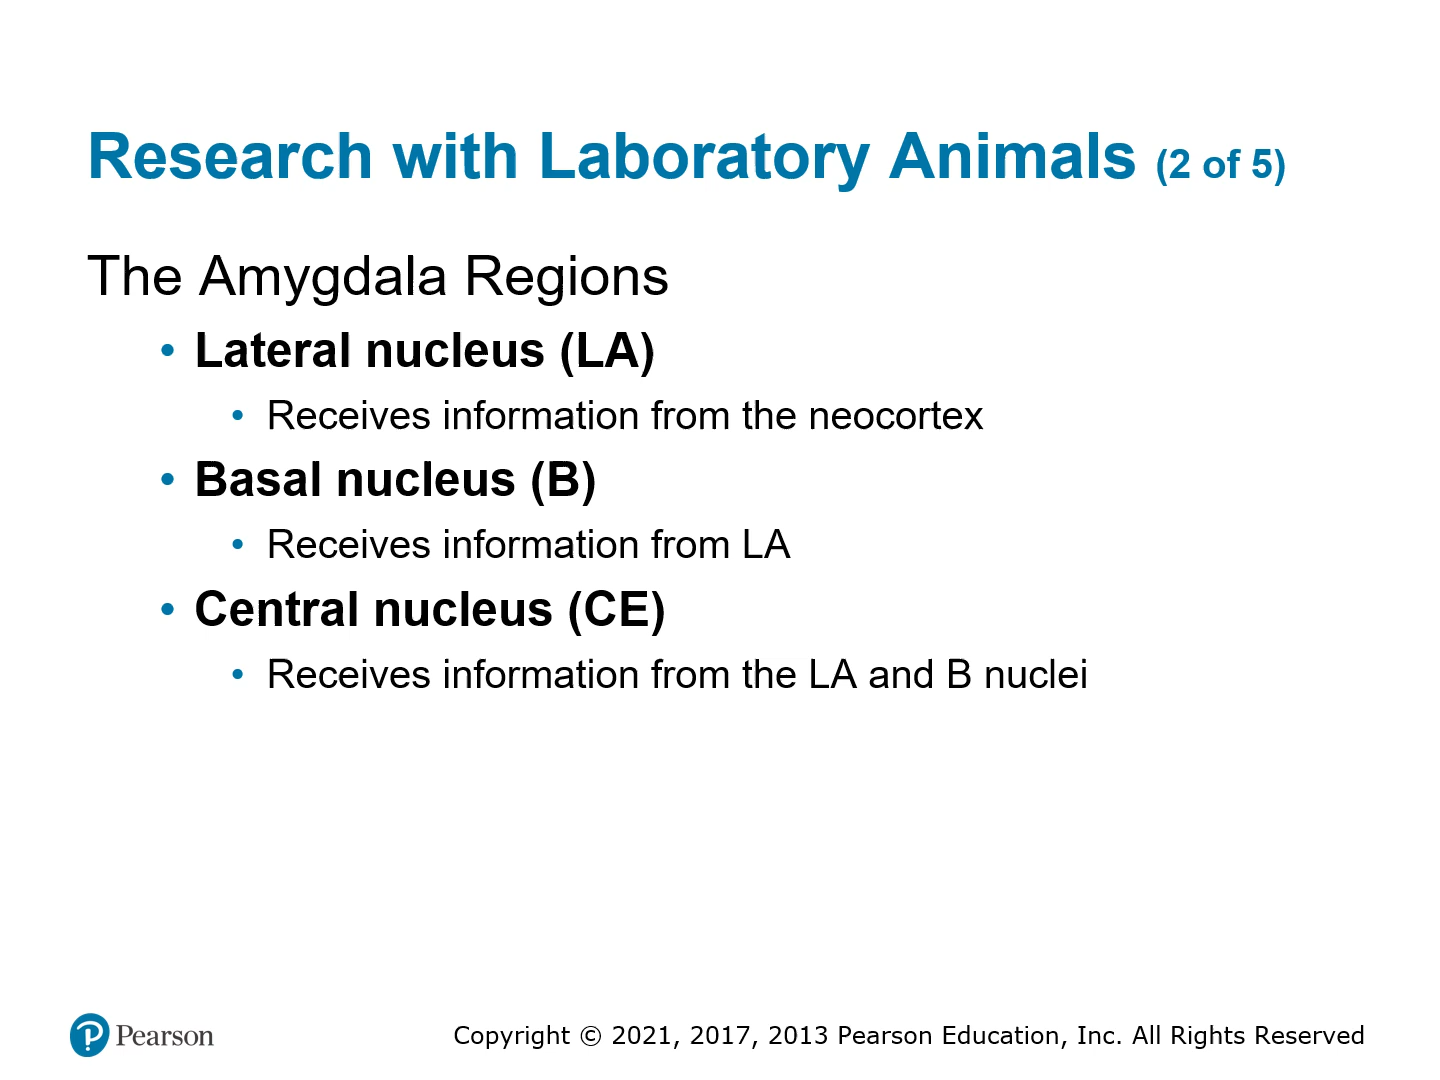 Research with Laboratory Animals (2 of 5)
The Amygdala Regions
• Lateral nucleus (LA)
• Receives information from the neocortex
• Basal nucleus (B)
• Receives information from LA
• Central nucleus (CE)
• Receives information from the LA and B nuclei
Pearson
Copyright © 2021, 2017, 2013 Pearson Education, Inc. All Rights Reserved